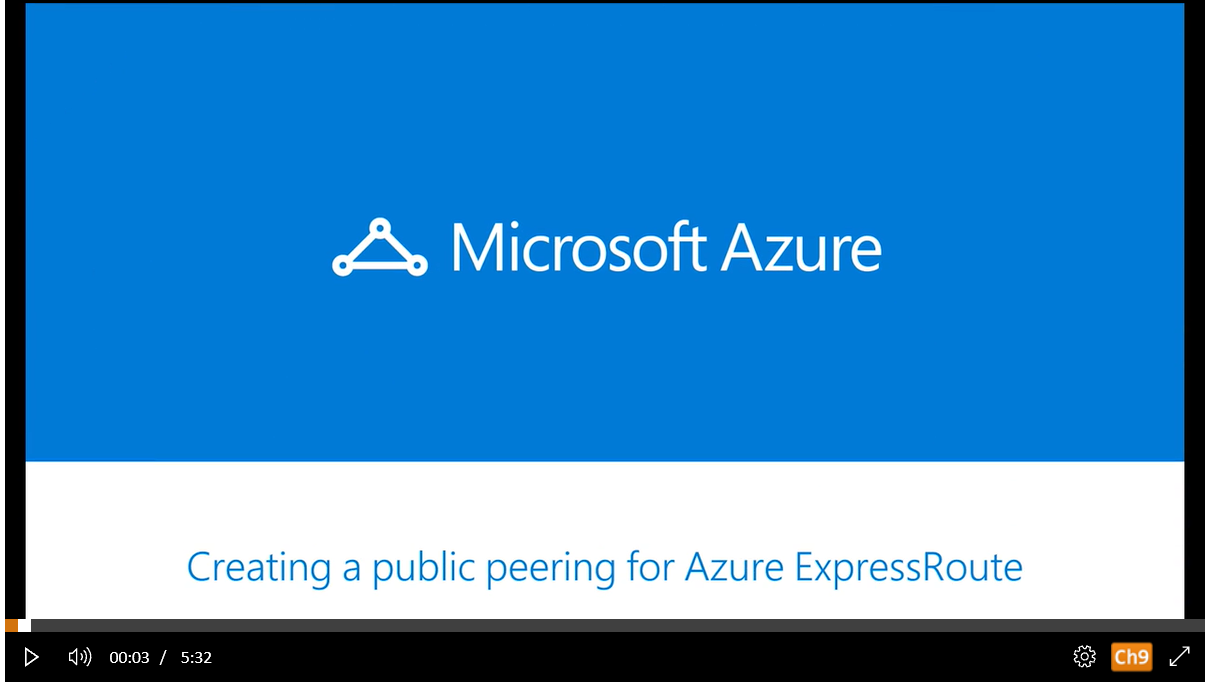 Microsoft Azure
Creating a public peering for Azure ExpressRoute
00:03 / 5:32
Ch9